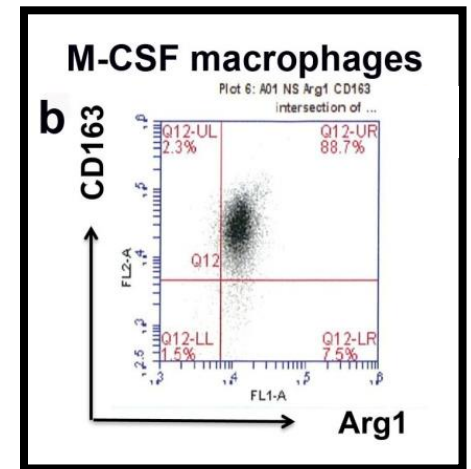 M-CSF macrophages
Plot 6: A01 NS Arg1 CD163
intersection of ...
b
CD163
Q12-UL
2.3%
Q12-UR
88.7%
Q12
FL2-A
Q12-LL
1.5%
Q12-LR
7.5%
FL1-A
Arg1